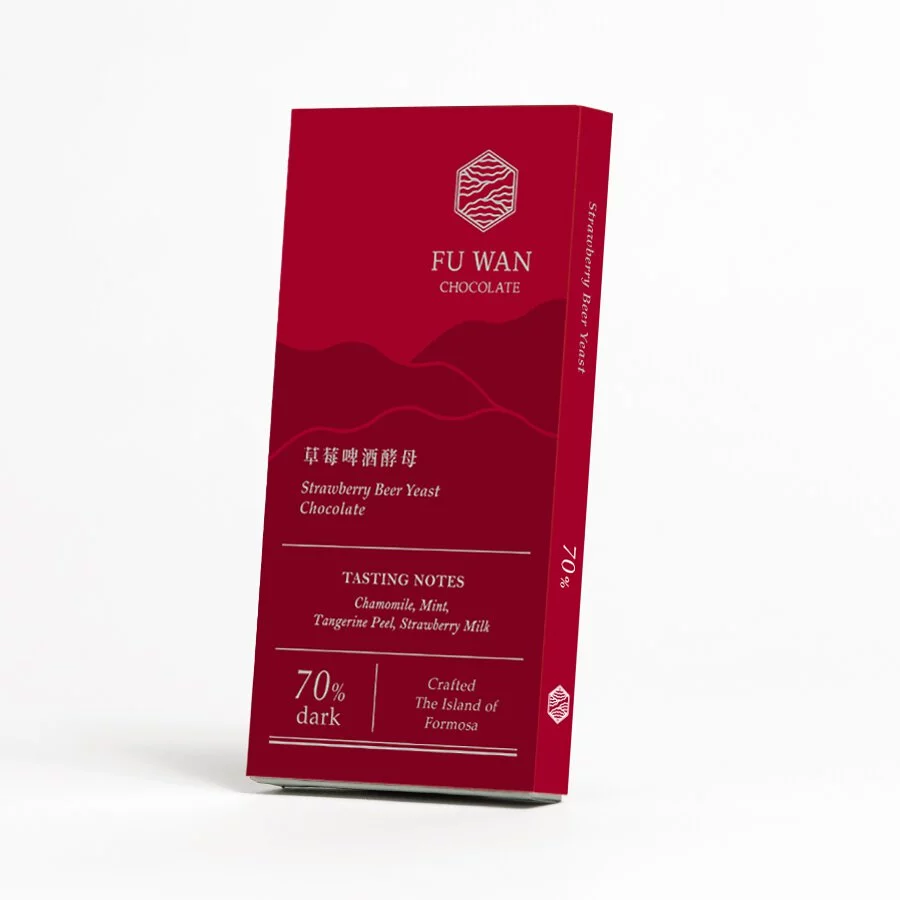 FU WAN
CHOCOLATE
草莓啤酒酵母
Strawberry Beer Yeast
Chocolate
TASTING NOTES
Chamomile, Mint,
Tangerine Peel, Strawberry Milk
70%
dark
Crafted
The Island of
Formosa
Strawberry Beer Yeast
70%